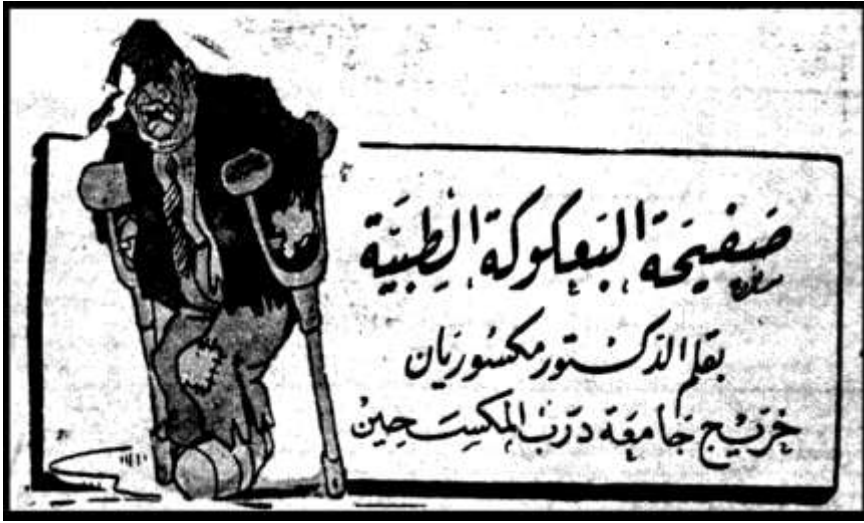 صفيحة البعكوكة الطبية
بقلم الدكتور مكسوريان
خريج جامعة درب المكسحين